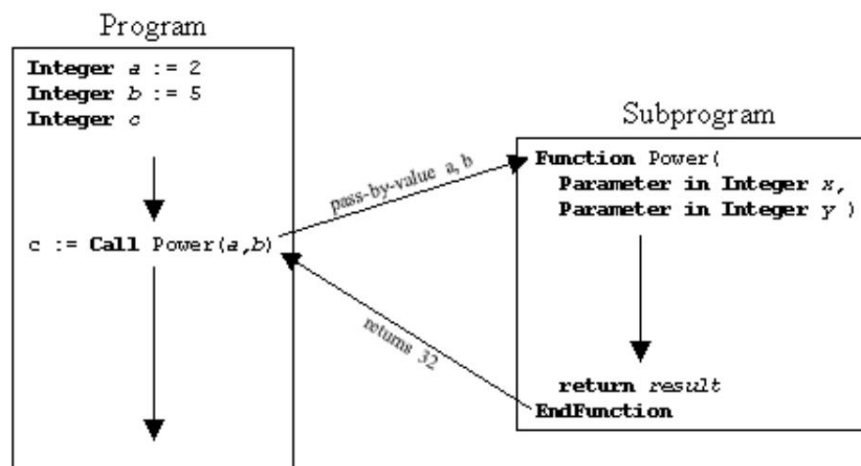 Program
Integer a := 2
Integer b := 5
Integer c
c := Call Power(a,b)
pass-by-value a, b
returns 32
Subprogram
Function Power(
Parameter in Integer x,
Parameter in Integer y )
return result
EndFunction